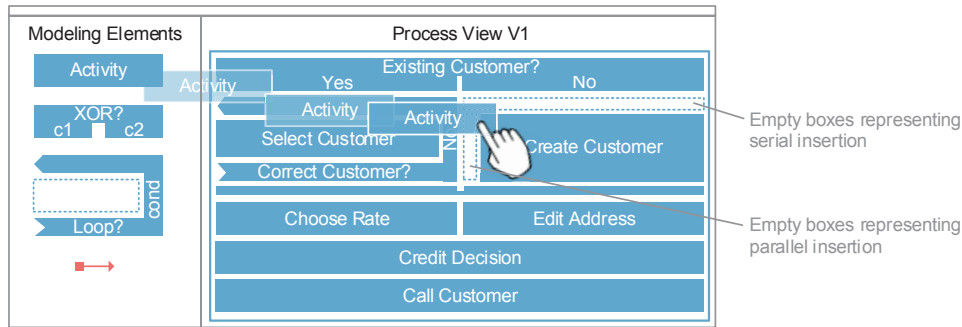 Modeling Elements
Process View V1
Activity
XOR?
c1 c2
cond
Loop?
Activity
Existing Customer?
Yes No
Activity
Activity
Select Customer
No
Create Customer
Correct Customer?
Choose Rate
Edit Address
Credit Decision
Call Customer
Empty boxes representing
serial insertion
Empty boxes representing
parallel insertion